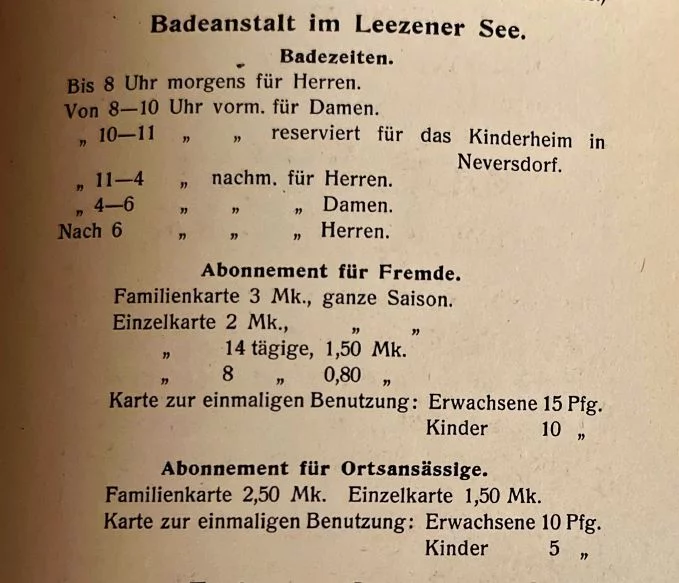 Badeanstalt im Leezener See.
Badezeiten.
Bis 8 Uhr morgens für Herren.
Von 8—10 Uhr vorm. für Damen.
„ 10—11 „ „ reserviert für das Kinderheim in
Neversdorf.
„ 11—4 „ nachm. für Herren.
„ 4—6 „ „ „ Damen.
Nach 6 „ „ „ Herren.
Abonnement für Fremde.
Familienkarte 3 Mk., ganze Saison.
Einzelkarte 2 Mk., „ „
„ 14 tägige, 1,50 Mk.
„ 8 „ 0,80 „
Karte zur einmaligen Benutzung: Erwachsene 15 Pfg.
Kinder 10 „
Abonnement für Ortsansässige.
Familienkarte 2,50 Mk. Einzelkarte 1,50 Mk.
Karte zur einmaligen Benutzung: Erwachsene 10 Pfg.
Kinder 5 „